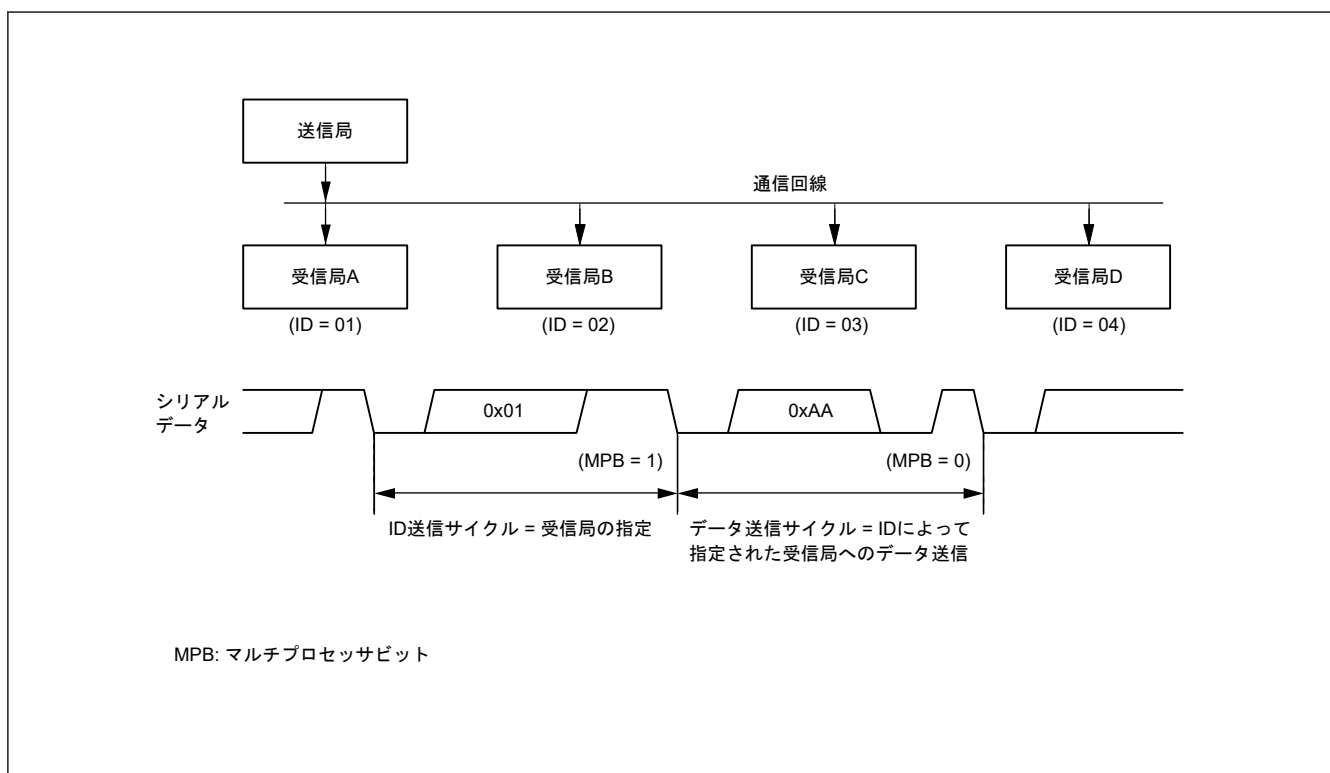 送信局
通信回線
受信局A
受信局B
受信局C
受信局D
(ID = 01)
(ID = 02)
(ID = 03)
(ID = 04)
シリアル
データ
0x01
0xAA
(MPB = 1)
(MPB = 0)
ID送信サイクル = 受信局の指定
データ送信サイクル = IDによって
指定された受信局へのデータ送信
MPB: マルチプロセッサビット